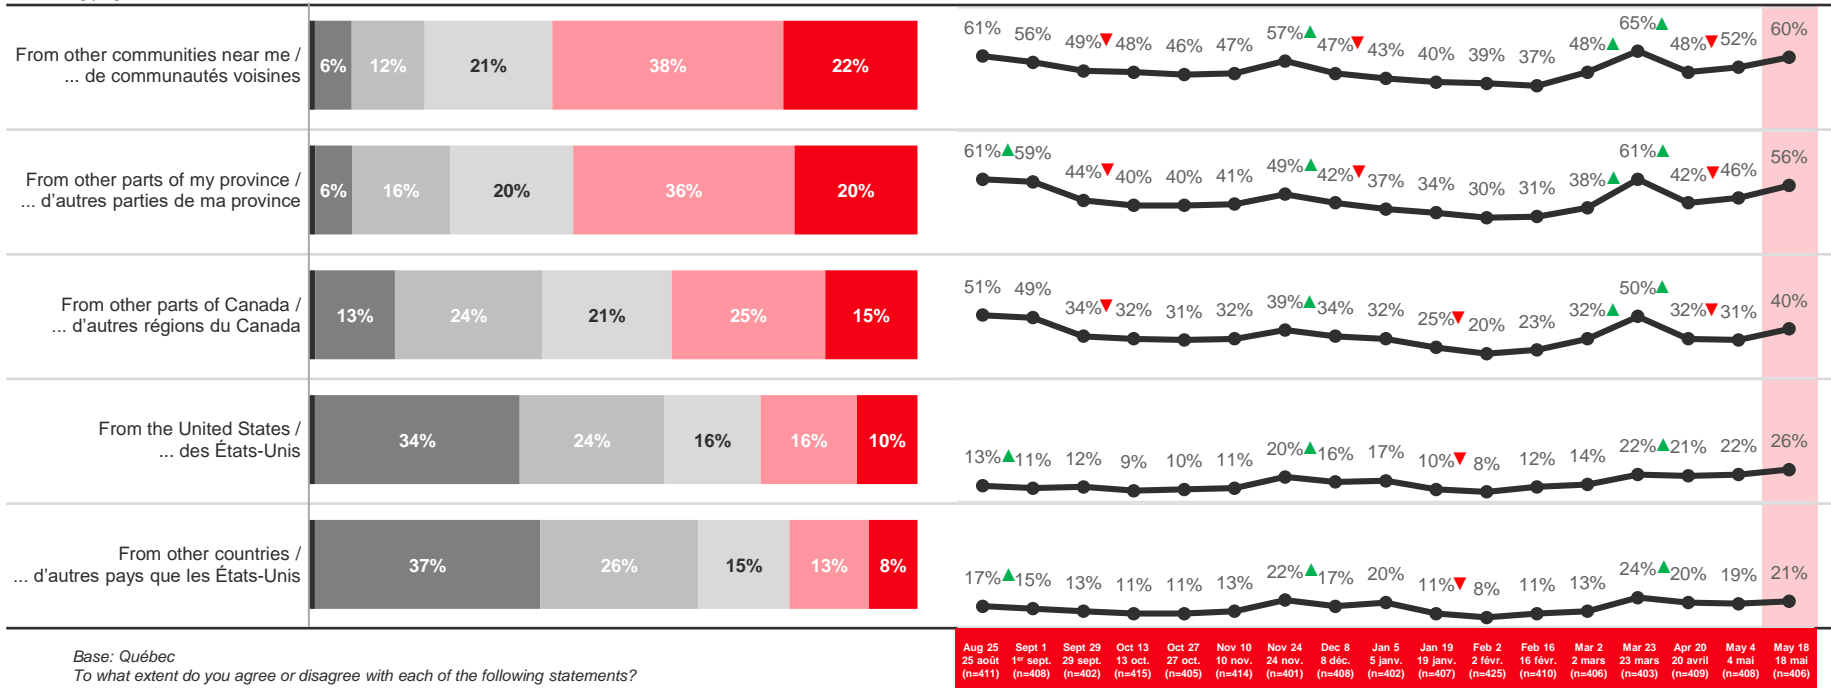 From other communities near me /
... de communautés voisines
6% 12% 21% 38% 22%
61% 56% 49% 48% 46% 47% 57% 47% 43% 40% 39% 37% 48% 65% 48% 52% 60%
From other parts of my province /
... d'autres parties de ma province
6% 16% 20% 36% 20%
61% 59% 44% 40% 40% 41% 49% 42% 37% 34% 30% 31% 38% 61% 42% 46% 56%
From other parts of Canada /
... d'autres régions du Canada
13% 24% 21% 25% 15%
51% 49% 34% 32% 31% 32% 39% 34% 32% 25% 20% 23% 32% 50% 32% 31% 40%
From the United States /
... des États-Unis
34% 24% 16% 16% 10%
13% 11% 12% 9% 10% 11% 20% 16% 17% 10% 8% 12% 14% 22% 21% 22% 26%
From other countries /
... d'autres pays que les États-Unis
37% 26% 15% 13% 8%
17% 15% 13% 11% 11% 13% 22% 17% 20% 11% 8% 11% 13% 24% 20% 19% 21%
Aug 25 Sept 1 Sept 29 Oct 13 Oct 27 Nov 10 Nov 24 Dec 8 Jan 5 Jan 19 Feb 2 Feb 16 Mar 2 Mar 23 Apr 20 May 4 May 18
25 août 1er sept. 29 sept. 13 oct. 27 oct. 10 nov. 24 nov. 8 déc. 5 janv. 19 janv. 2 févr. 16 févr. 2 mars 23 mars 20 avril 4 mai 18 mai
(n=411) (n=408) (n=402) (n=415) (n=405) (n=414) (n=401) (n=408) (n=402) (n=407) (n=425) (n=410) (n=406) (n=403) (n=409) (n=408) (n=406)
Base: Québec
To what extent do you agree or disagree with each of the following statements?